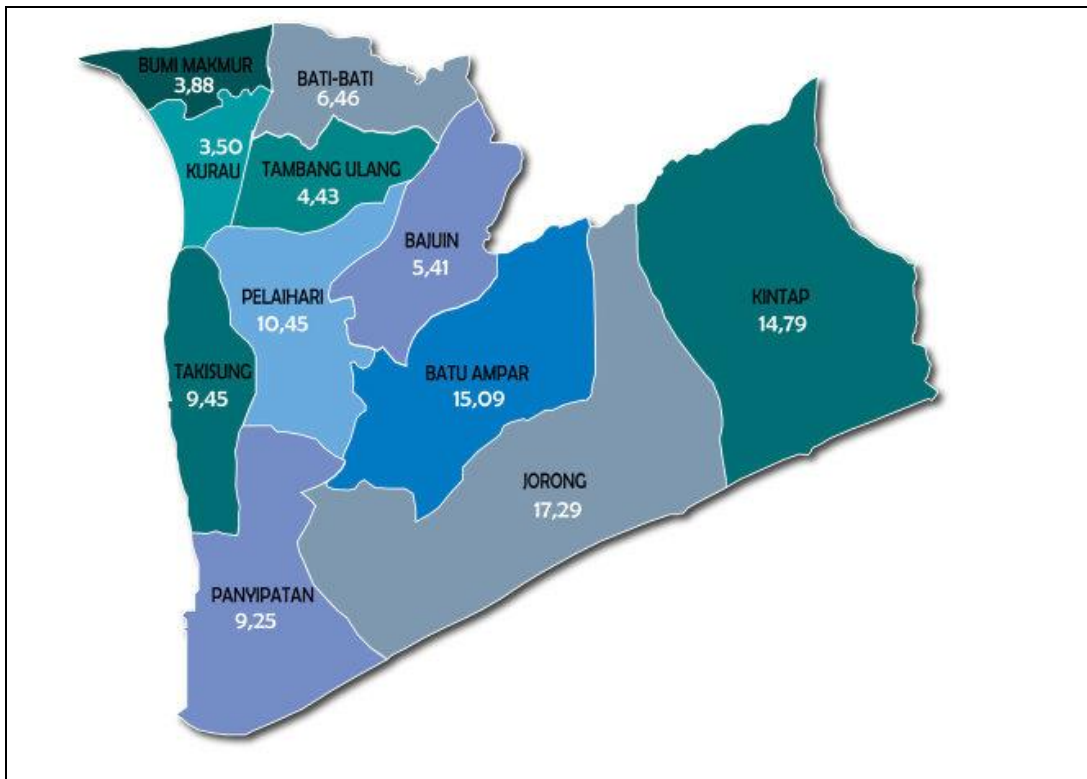 BUMI MAKMUR
3,88
BATI-BATI
6,46
3,50
KURAU
TAMBANG ULANG
4,43
BAJUIN
5,41
PELAIHARI
10,45
KINTAP
14,79
TAKISUNG
9,45
BATU AMPAR
15,09
JORONG
17,29
PANYIPATAN
9,25